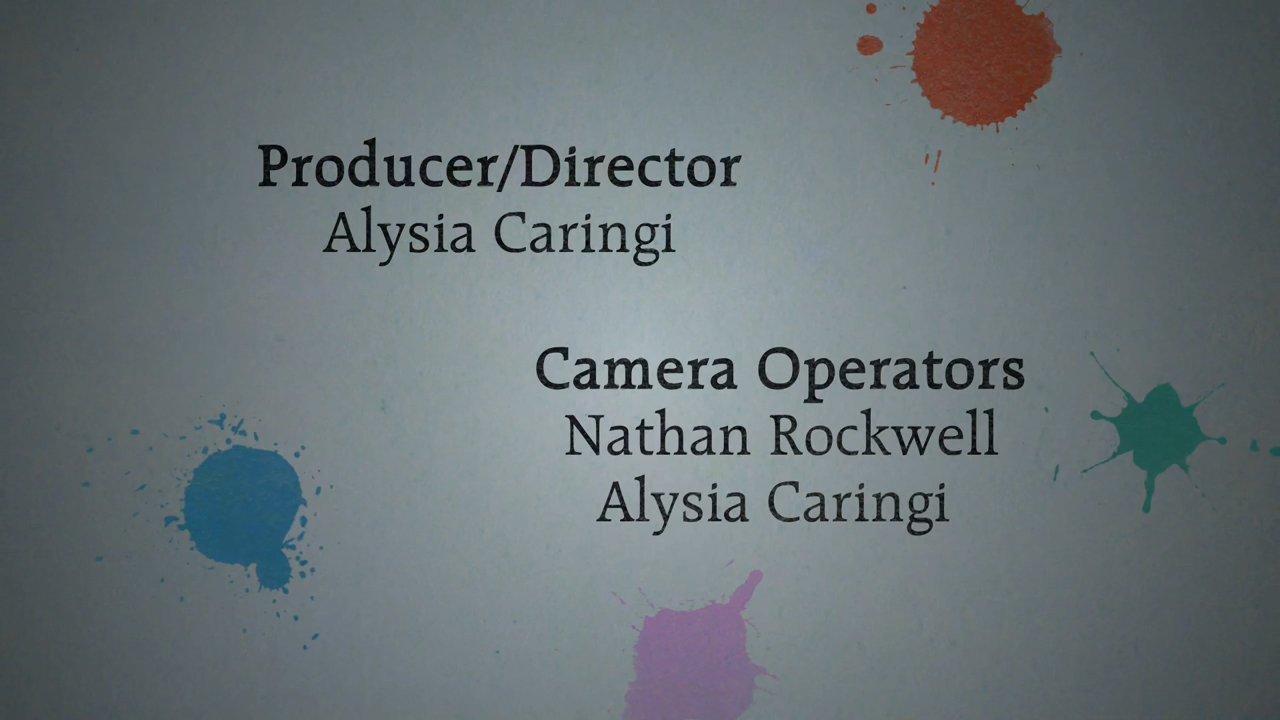 Producer/Director
Alysia Caringi
Camera Operators
Nathan Rockwell
Alysia Caringi